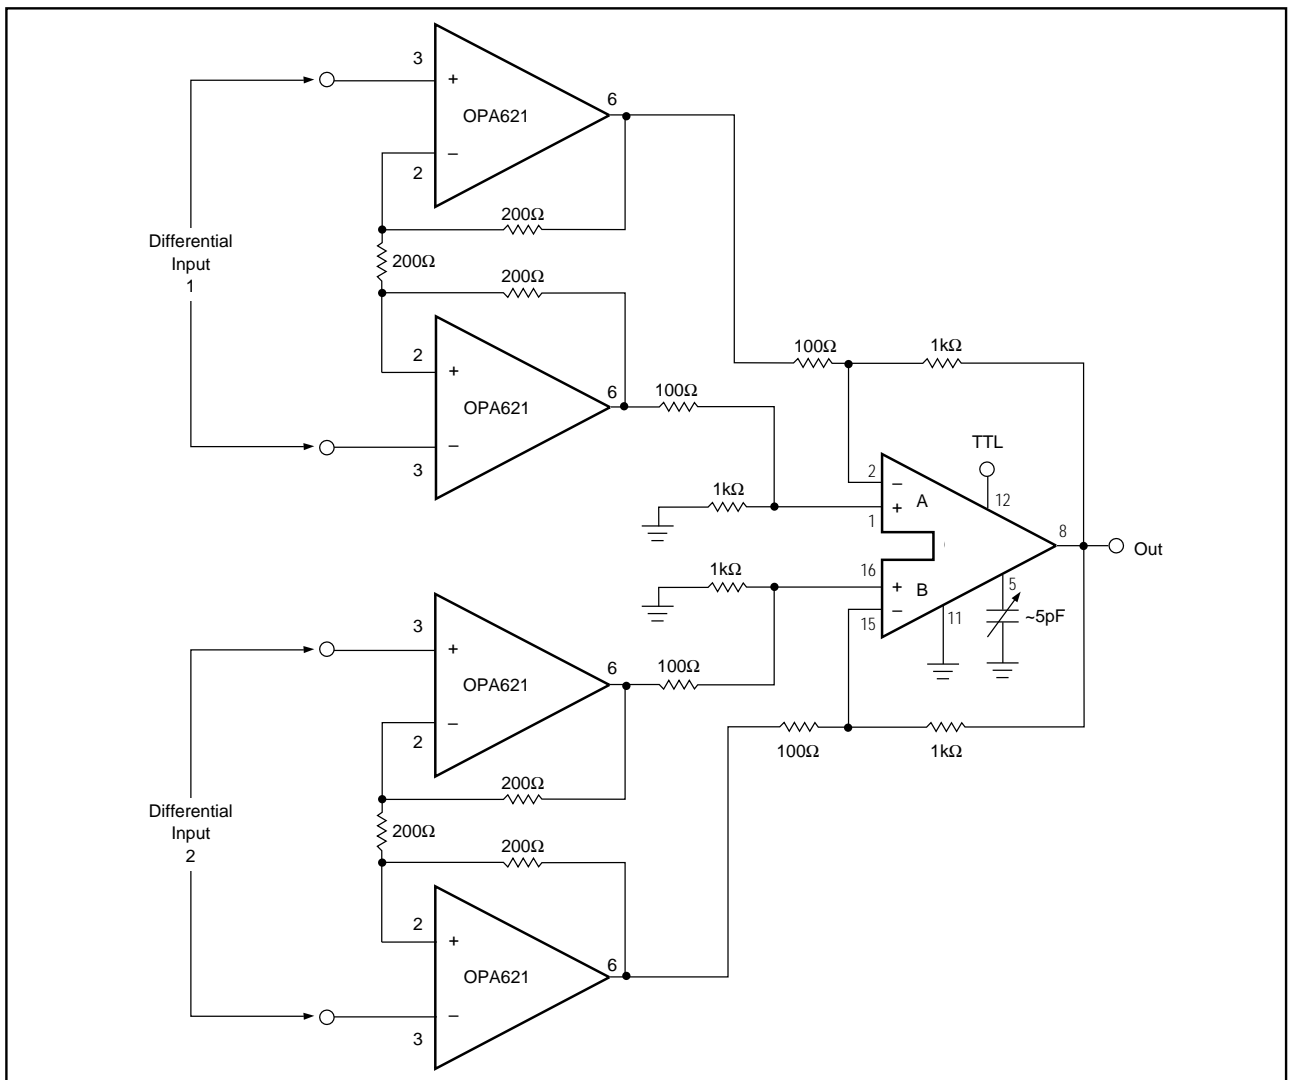 3
+
OPA621
6
–
2
200Ω
Differential
Input
1
200Ω
200Ω
2
+
OPA621
6
100Ω
–
3
100Ω
1kΩ
TTL
12
2
–
A
1kΩ
+
1
8
Out
1kΩ
16
+
B
5
–
15
11
~5pF
3
+
OPA621
6
100Ω
–
2
100Ω
1kΩ
200Ω
Differential
Input
2
200Ω
200Ω
2
+
OPA621
6
–
3